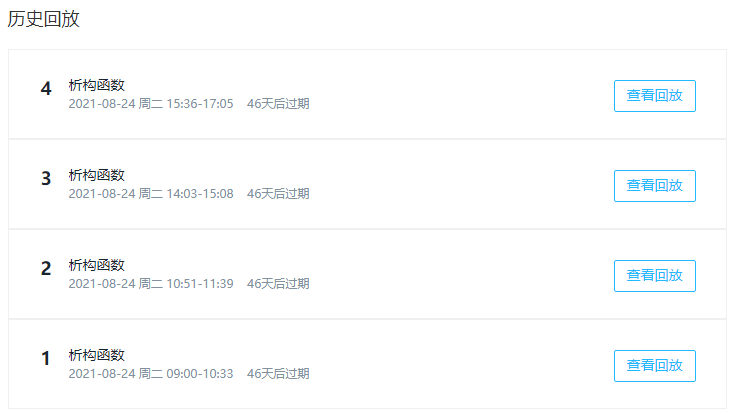 历史回放
4 析构函数 查看回放
2021-08-24 周二 15:36-17:05 46天后过期
3 析构函数 查看回放
2021-08-24 周二 14:03-15:08 46天后过期
2 析构函数 查看回放
2021-08-24 周二 10:51-11:39 46天后过期
1 析构函数 查看回放
2021-08-24 周二 09:00-10:33 46天后过期